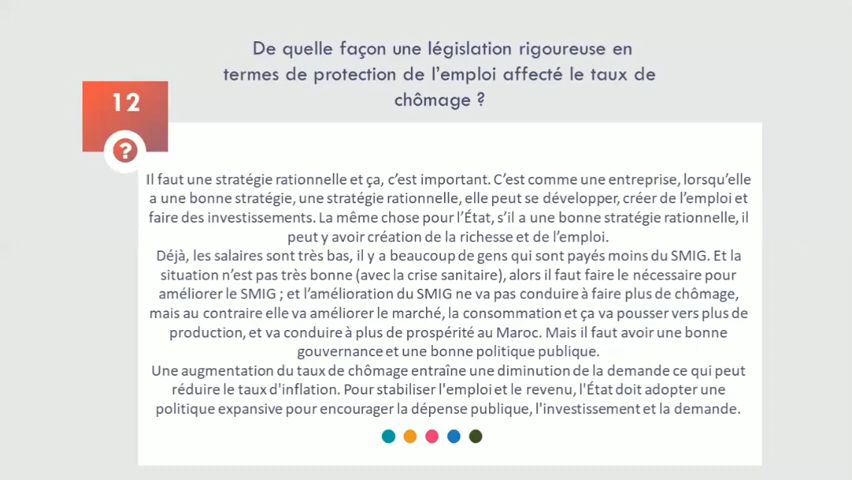 De quelle façon une législation rigoureuse en
termes de protection de l'emploi affecté le taux de
chômage ?
12
?
Il faut une stratégie rationnelle et ça, c'est important. C'est comme une entreprise, lorsqu'elle
a une bonne stratégie, une stratégie rationnelle, elle peut se développer, créer de l'emploi et
faire des investissements. La même chose pour l'État, s'il a une bonne stratégie rationnelle, il
peut y avoir création de la richesse et de l'emploi.
Déjà, les salaires sont très bas, il y a beaucoup de gens qui sont payés moins du SMIG. Et la
situation n'est pas très bonne (avec la crise sanitaire), alors il faut faire le nécessaire pour
améliorer le SMIG ; et l'amélioration du SMIG ne va pas conduire à faire plus de chômage,
mais au contraire elle va améliorer le marché, la consommation et ça va pousser vers plus de
production, et va conduire à plus de prospérité au Maroc. Mais il faut avoir une bonne
gouvernance et une bonne politique publique.
Une augmentation du taux de chômage entraîne une diminution de la demande ce qui peut
réduire le taux d'inflation. Pour stabiliser l'emploi et le revenu, l'État doit adopter une
politique expansive pour encourager la dépense publique, l'investissement et la demande.